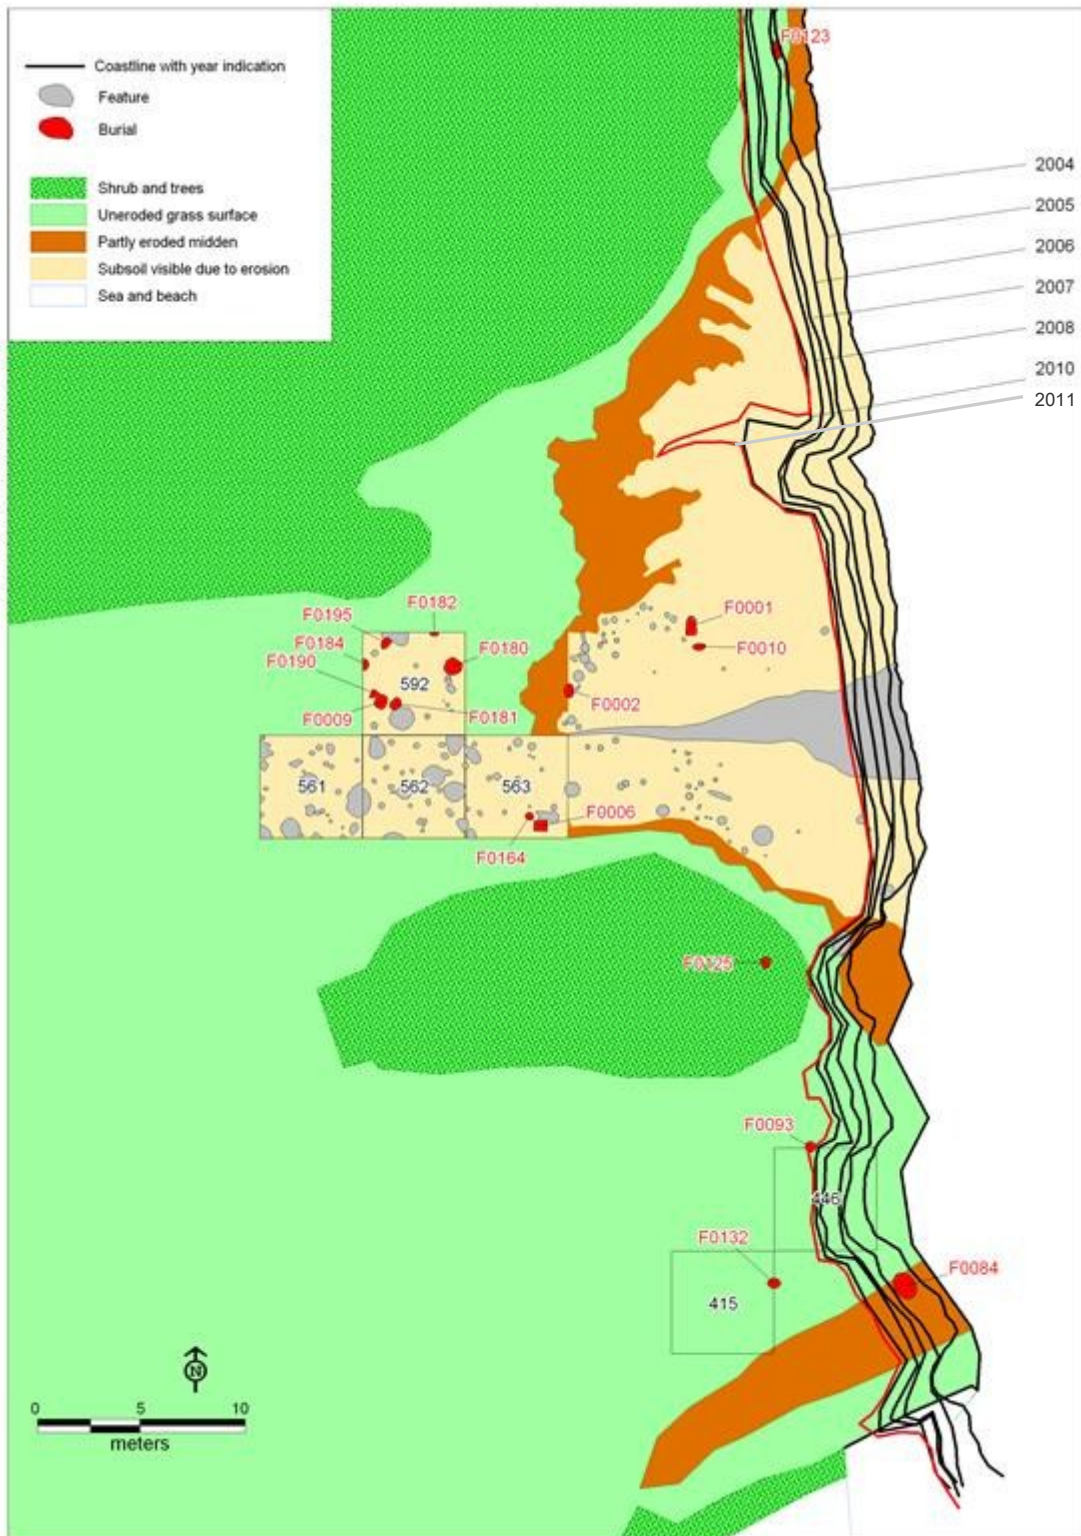 Coastline with year indication
Feature
Burial
Shrub and trees
Uneroded grass surface
Partly eroded midden
Subsoil visible due to erosion
Sea and beach
F0123
2004
2005
2006
2007
2008
2010
2011
F0182
F0195
F0001
F0184
F0180
F0010
F0190
592
F0002
F0009
F0181
561
562
563
F0006
F0164
F0125
F0093
446
F0132
F0084
415
N
0 5 10
meters